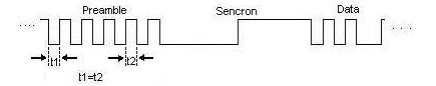 Preamble Sencron Data
t1 t2
t1=t2